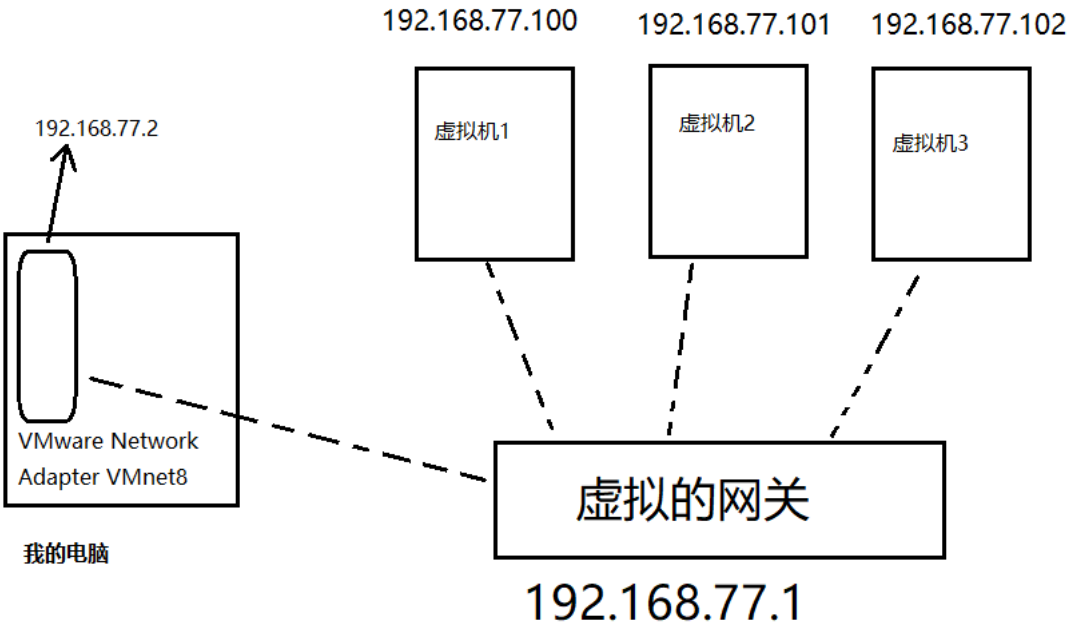 192.168.77.100
192.168.77.101
192.168.77.102
192.168.77.2
虚拟机1
虚拟机2
虚拟机3
VMware Network
Adapter VMnet8
我的电脑
虚拟的网关
192.168.77.1